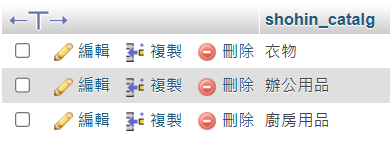 ←T→ shohin_catalg
編輯 複製 刪除 衣物
編輯 複製 刪除 辦公用品
編輯 複製 刪除 廚房用品